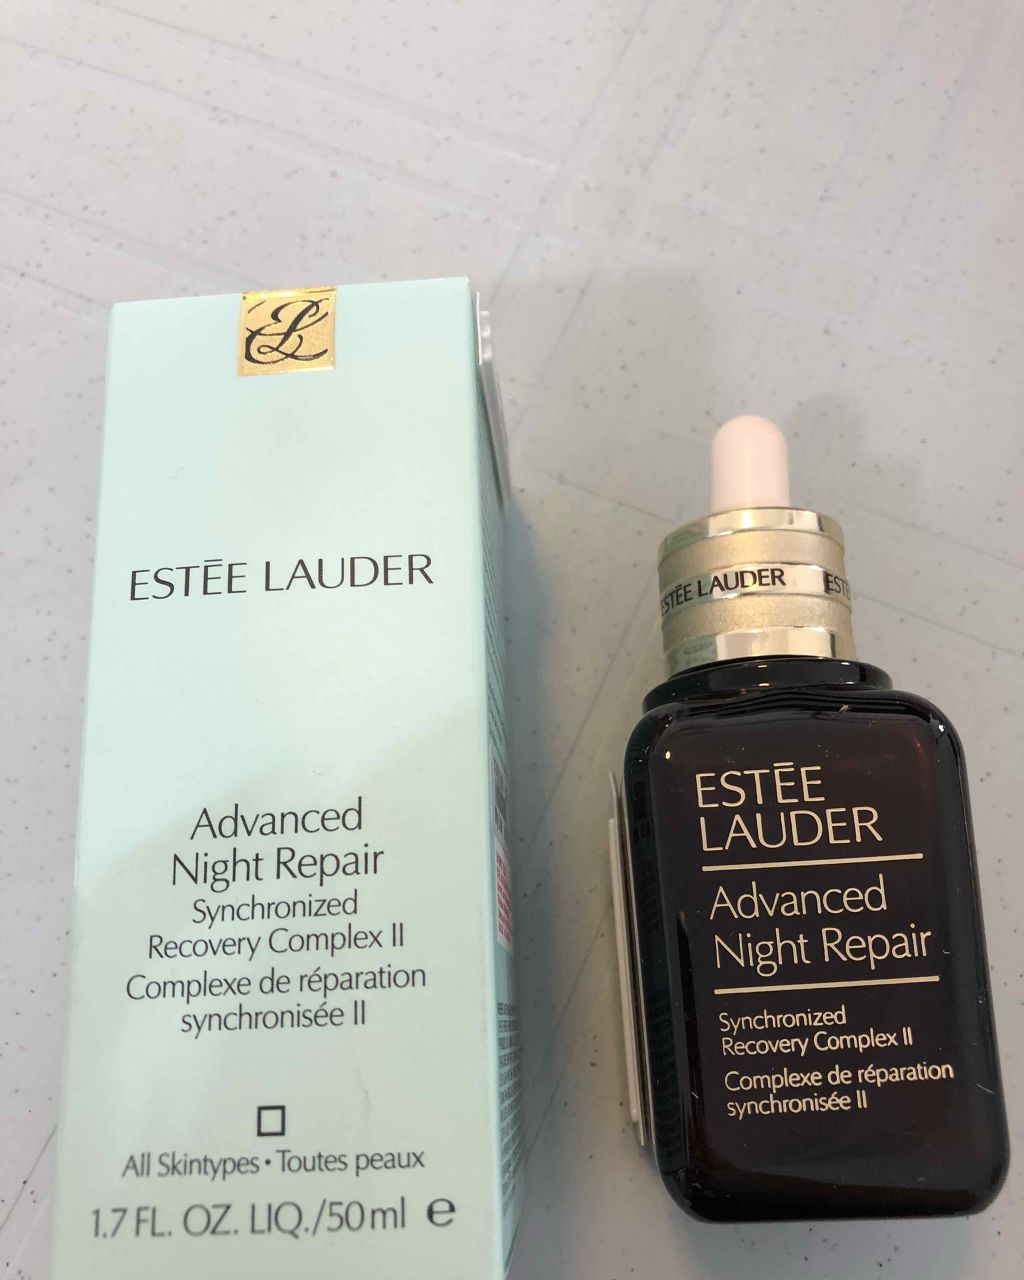 EL
ESTĒE LAUDER
Advanced
Night Repair
Synchronized
Recovery Complex II
Complexe de réparation
synchronisée II
All Skintypes • Toutes peaux
1.7 FL. OZ. LIQ./50 ml ℮
ESTĒE LAUDER
ESTĒE
LAUDER
Advanced
Night Repair
Synchronized
Recovery Complex II
Complexe de réparation
synchronisée II